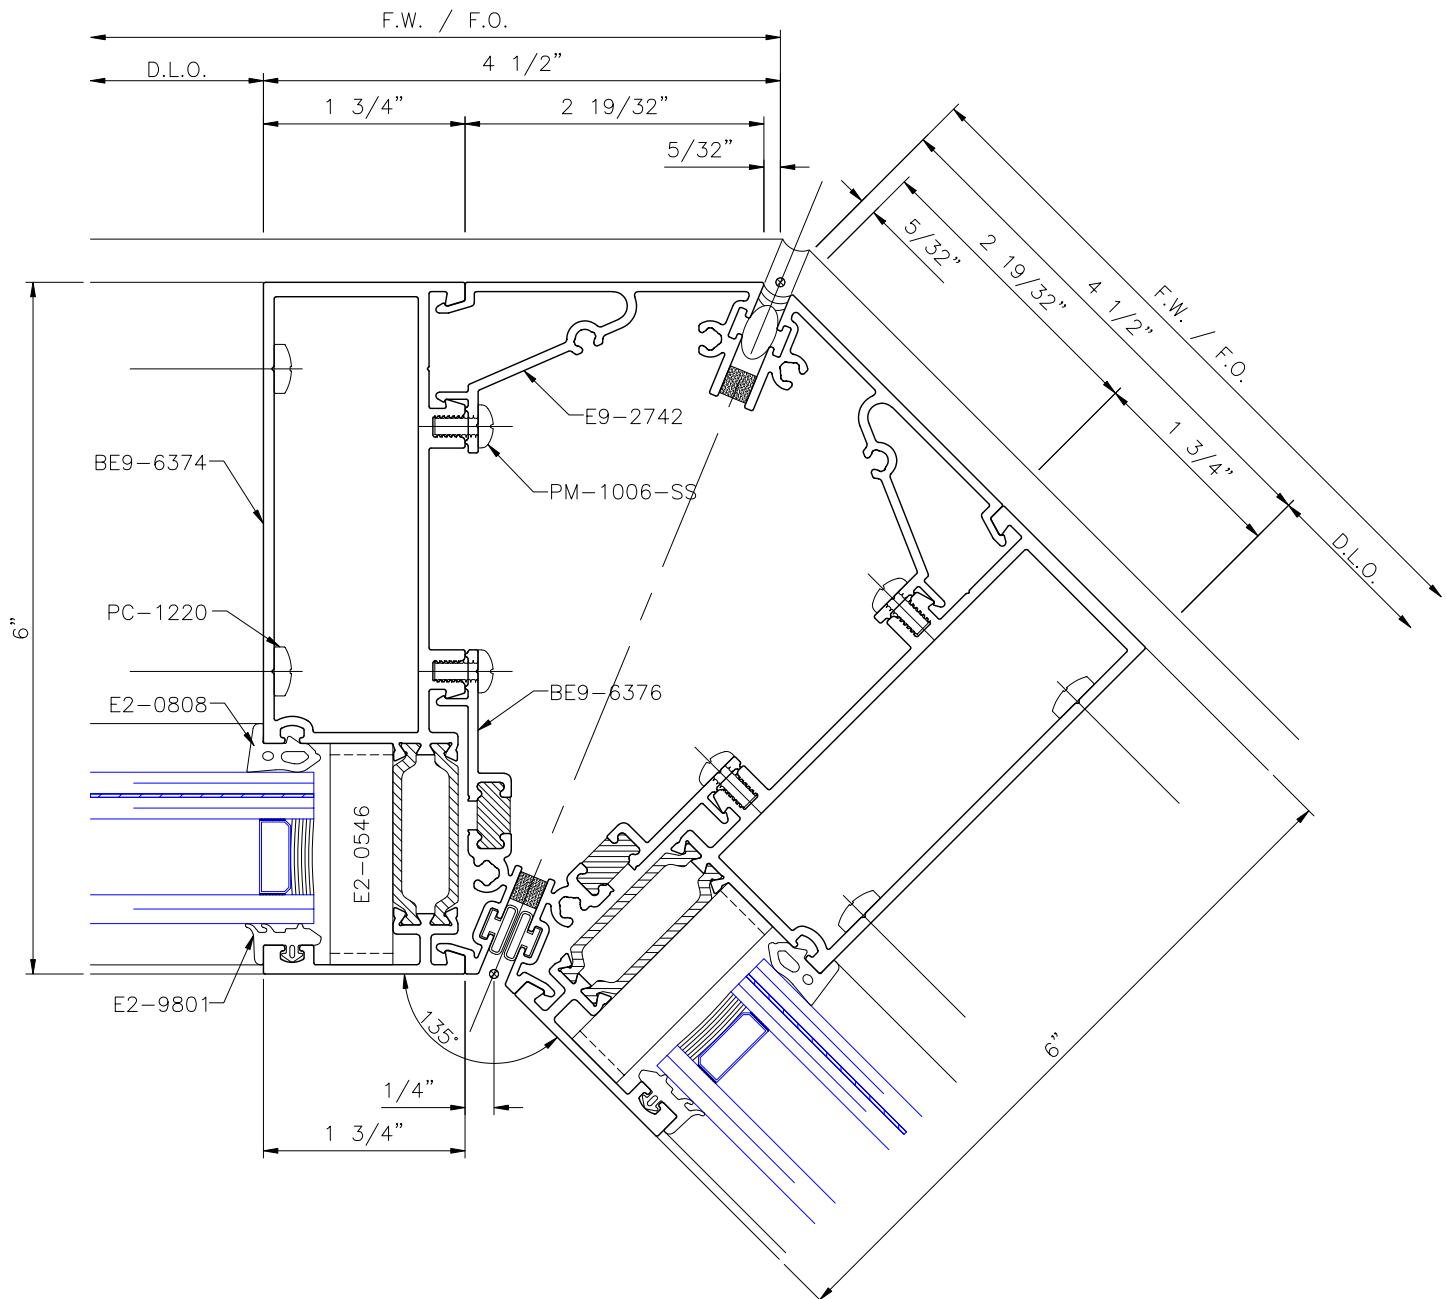 F.W. / F.O.
D.L.O.
4 1/2”
1 3/4”
2 19/32”
5/32”
5/32”
2 19/32”
4 1/2”
F.W. / F.O.
1 3/4”
D.L.O.
E9-2742
BE9-6374
PM-1006-SS
PC-1220
6”
E2-0808
BE9-6376
E2-0546
E2-9801
135°
6”
1/4”
1 3/4”